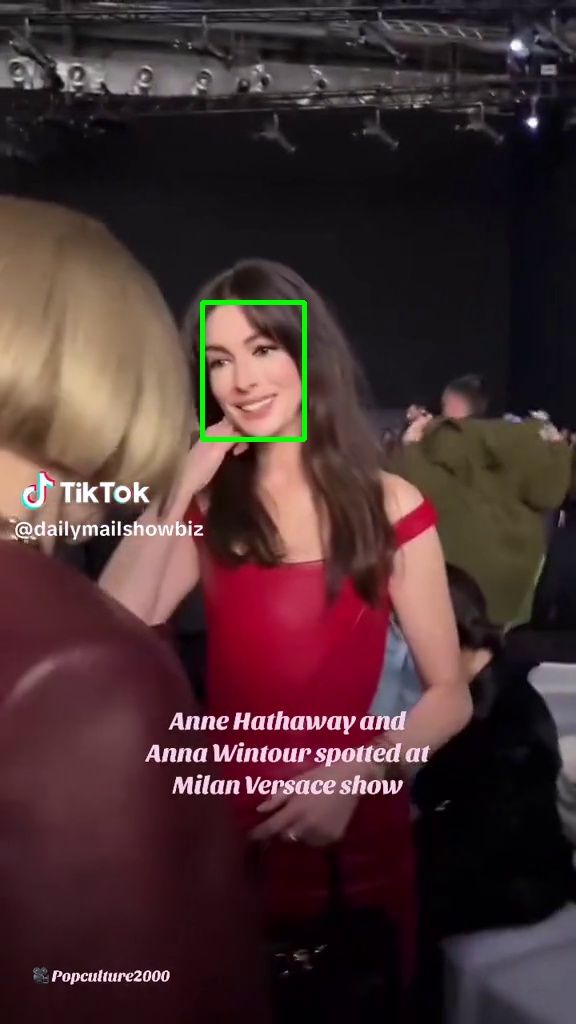 TikTok
@dailymailshowbiz
Anne Hathaway and
Anna Wintour spotted at
Milan Versace show
Popculture2000